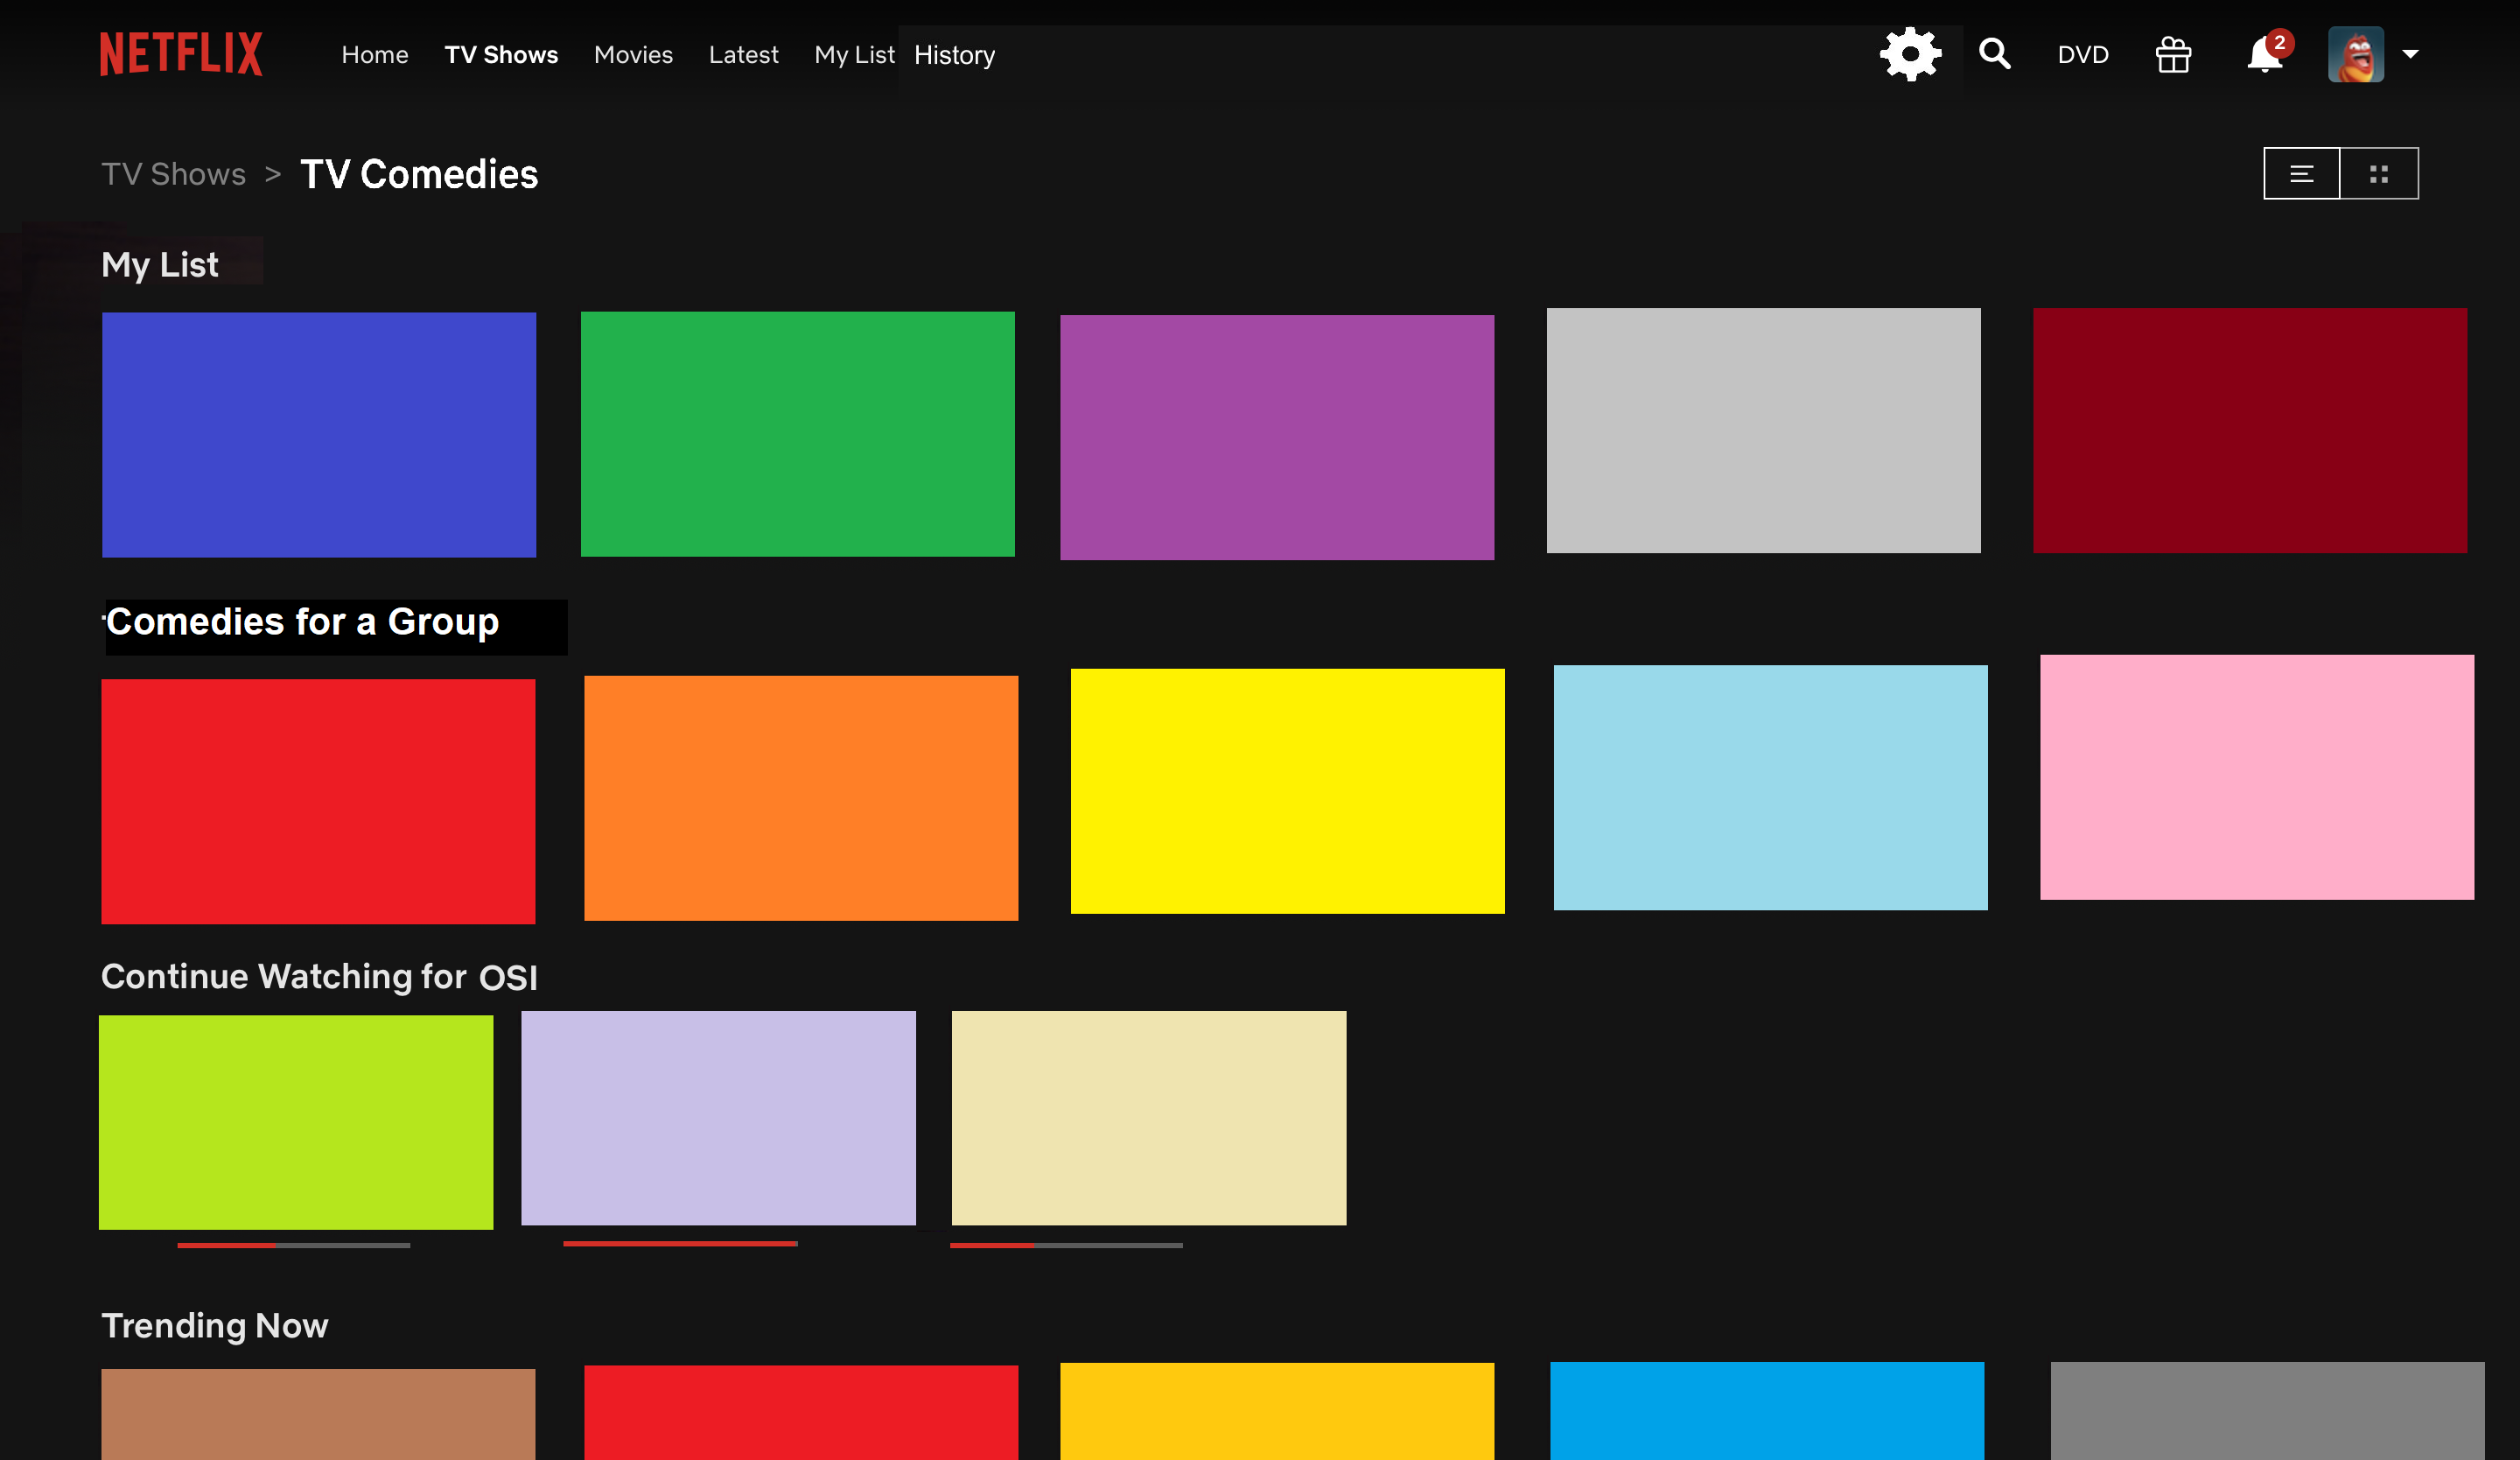 NETFLIX Home TV Shows Movies Latest My List History DVD 2
TV Shows > TV Comedies
My List
Comedies for a Group
Continue Watching for OSI
Trending Now